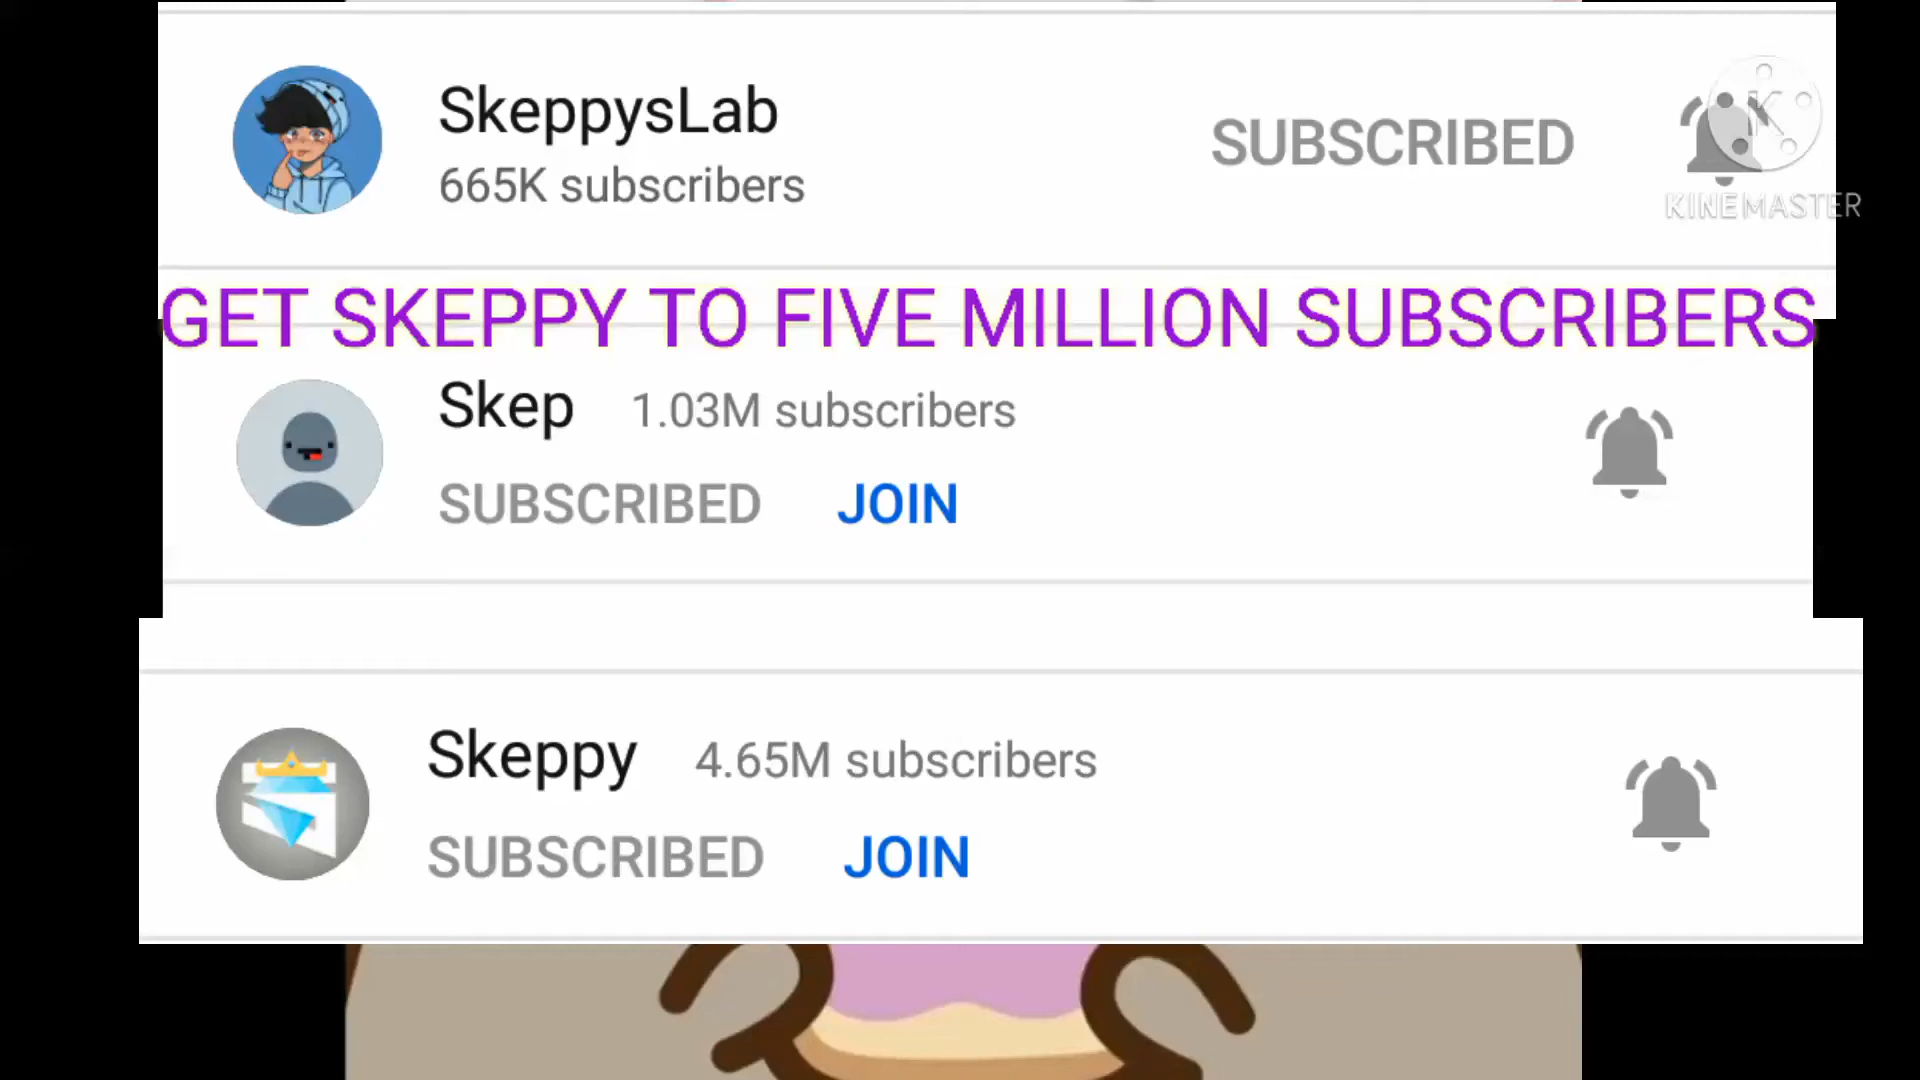 SkeppysLab
665K subscribers
SUBSCRIBED
K
KINEMASTER
GET SKEPPY TO FIVE MILLION SUBSCRIBERS
Skep 1.03M subscribers
SUBSCRIBED JOIN
Skeppy 4.65M subscribers
SUBSCRIBED JOIN